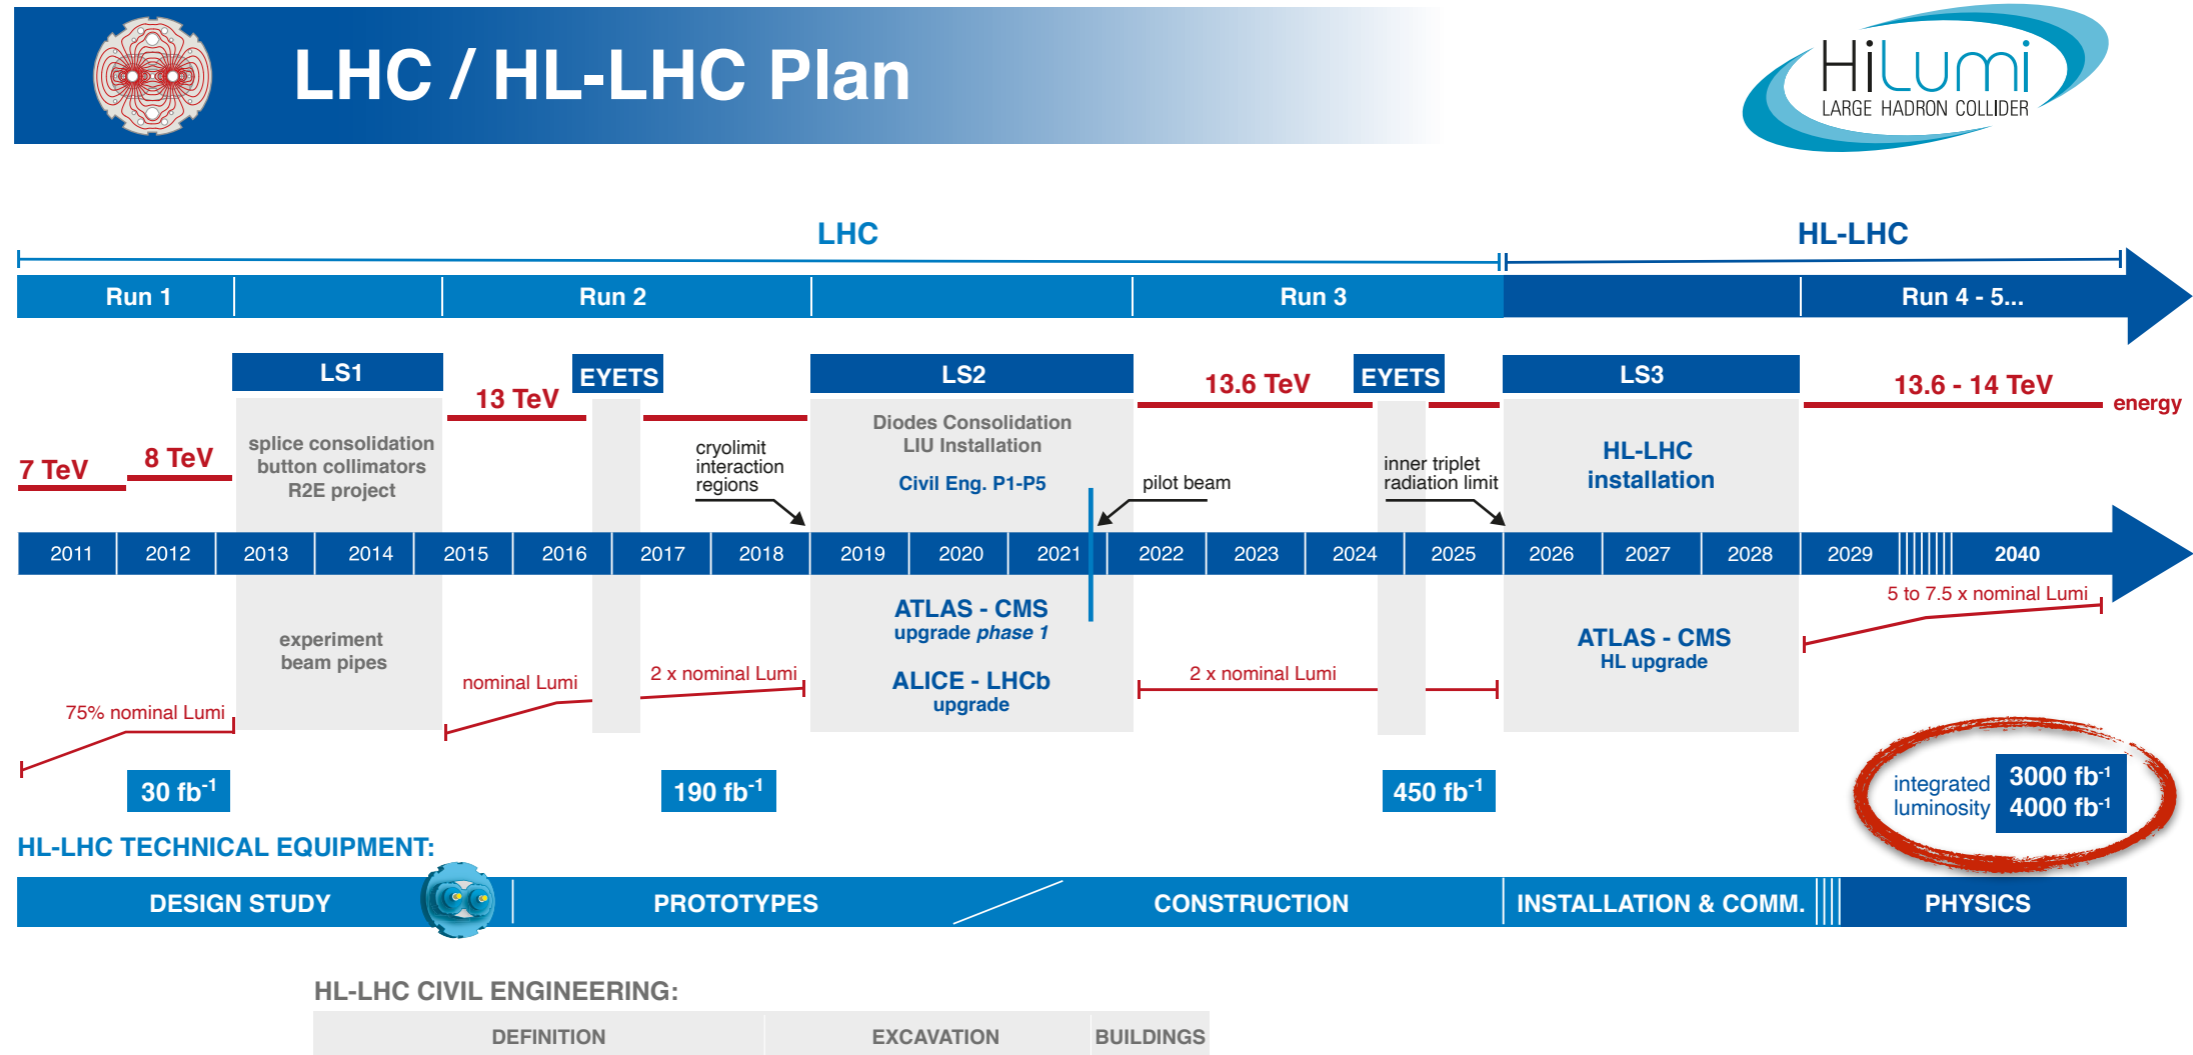 LHC / HL-LHC Plan
HiLumi
LARGE HADRON COLLIDER
LHC
HL-LHC
Run 1
Run 2
Run 3
Run 4 - 5...
LS1
EYETS
LS2
EYETS
LS3
13 TeV
13.6 TeV
13.6 - 14 TeV
energy
7 TeV
8 TeV
splice consolidation
button collimators
R2E project
cryolimit
interaction
regions
Diodes Consolidation
LIU Installation
Civil Eng. P1-P5
pilot beam
inner triplet
radiation limit
HL-LHC
installation
2011
2012
2013
2014
2015
2016
2017
2018
2019
2020
2021
2022
2023
2024
2025
2026
2027
2028
2029
2040
experiment
beam pipes
ATLAS - CMS
upgrade phase 1
ALICE - LHCb
upgrade
ATLAS - CMS
HL upgrade
5 to 7.5 x nominal Lumi
75% nominal Lumi
nominal Lumi
2 x nominal Lumi
2 x nominal Lumi
30 fb⁻¹
190 fb⁻¹
450 fb⁻¹
integrated
luminosity
3000 fb⁻¹
4000 fb⁻¹
HL-LHC TECHNICAL EQUIPMENT:
DESIGN STUDY
PROTOTYPES
CONSTRUCTION
INSTALLATION & COMM.
PHYSICS
HL-LHC CIVIL ENGINEERING:
DEFINITION
EXCAVATION
BUILDINGS